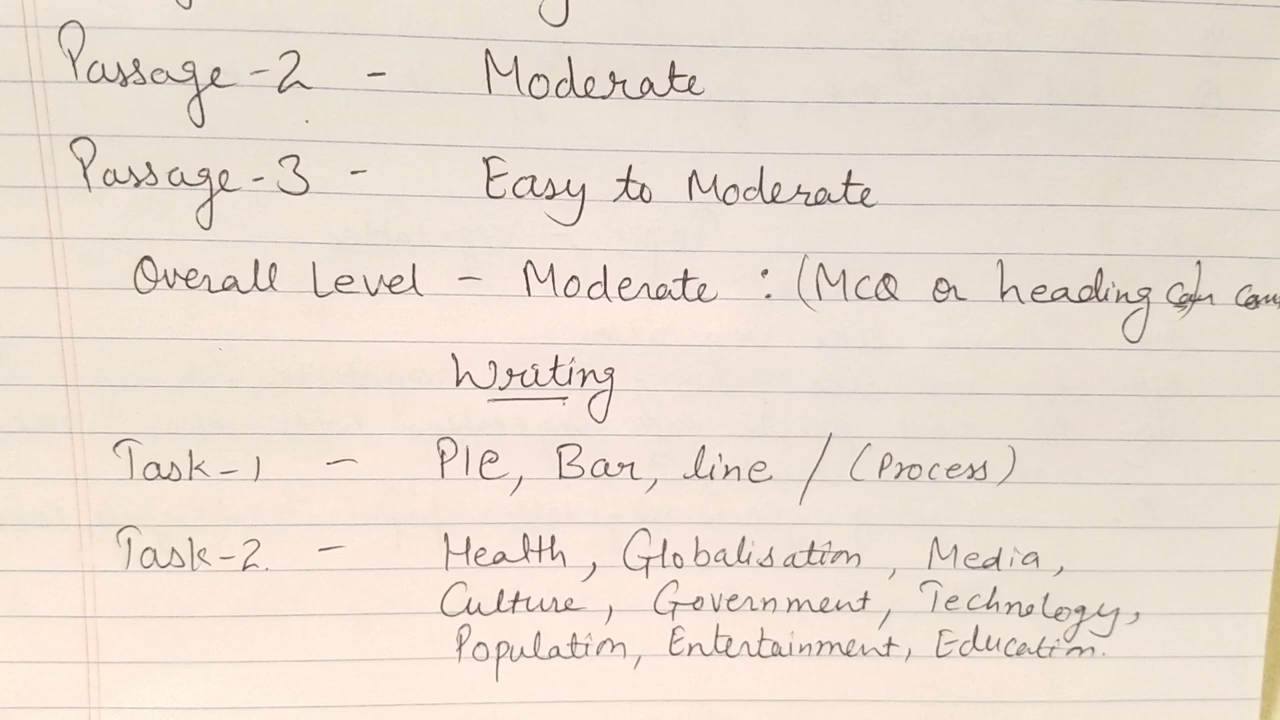 Passage-2 - Moderate
Passage-3 - Easy to Moderate
Overall Level - Moderate : (MCQ or heading
Writing
Task-1 - PIe, Bar, line / (Process)
Task-2. - Health, Globalisation, Media,
Culture, Government, Technology,
Population, Entertainment, Education.